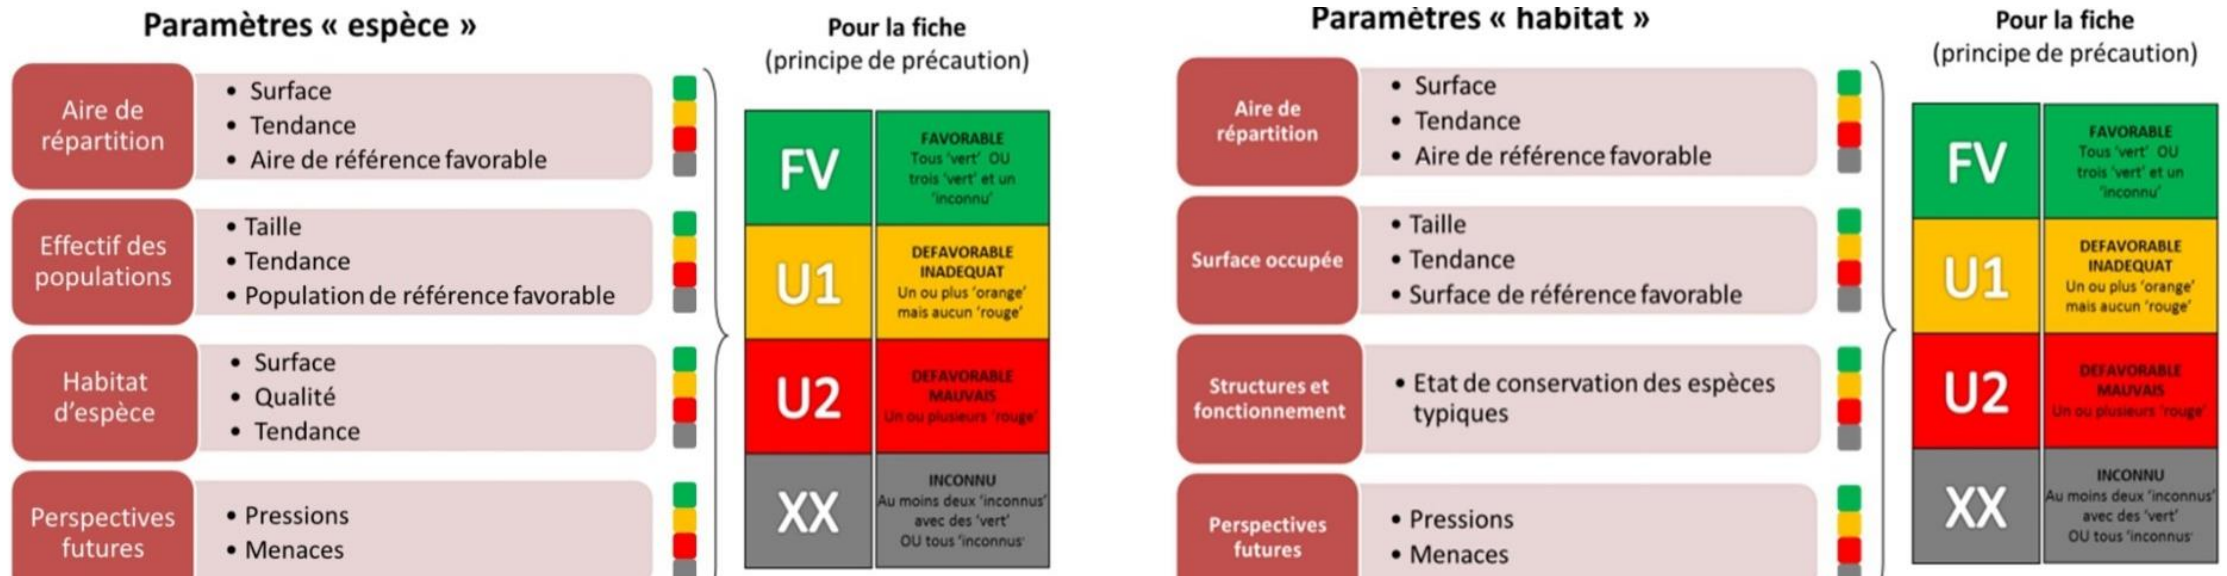 Paramètres « espèce »
Aire de
répartition
• Surface
• Tendance
• Aire de référence favorable
Effectif des
populations
• Taille
• Tendance
• Population de référence favorable
Habitat
d’espèce
• Surface
• Qualité
• Tendance
Perspectives
futures
• Pressions
• Menaces
Pour la fiche
(principe de précaution)
FV
FAVORABLE
Tous ‘vert’ OU
trois ‘vert’ et un
‘inconnu’
U1
DEFAVORABLE
INADEQUAT
Un ou plus ‘orange’
mais aucun ‘rouge’
U2
DEFAVORABLE
MAUVAIS
Un ou plusieurs ‘rouge’
XX
INCONNU
Au moins deux ‘inconnus’
avec des ‘vert’
OU tous ‘inconnus’
Paramètres « habitat »
Aire de
répartition
• Surface
• Tendance
• Aire de référence favorable
Surface occupée
• Taille
• Tendance
• Surface de référence favorable
Structures et
fonctionnement
• Etat de conservation des espèces
typiques
Perspectives
futures
• Pressions
• Menaces
Pour la fiche
(principe de précaution)
FV
FAVORABLE
Tous ‘vert’ OU
trois ‘vert’ et un
‘inconnu’
U1
DEFAVORABLE
INADEQUAT
Un ou plus ‘orange’
mais aucun ‘rouge’
U2
DEFAVORABLE
MAUVAIS
Un ou plusieurs ‘rouge’
XX
INCONNU
Au moins deux ‘inconnus’
avec des ‘vert’
OU tous ‘inconnus’